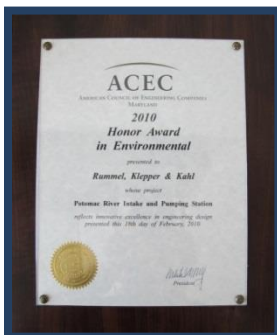 ACEC
AMERICAN COUNCIL OF ENGINEERING COMPANIES
MARYLAND
2010
Honor Award
in Environmental
presented to
Rummel, Klepper & Kahl
whose project
Potomac River Intake and Pumping Station
reflects innovative excellence in engineering design
presented this 18th day of February, 2010
President